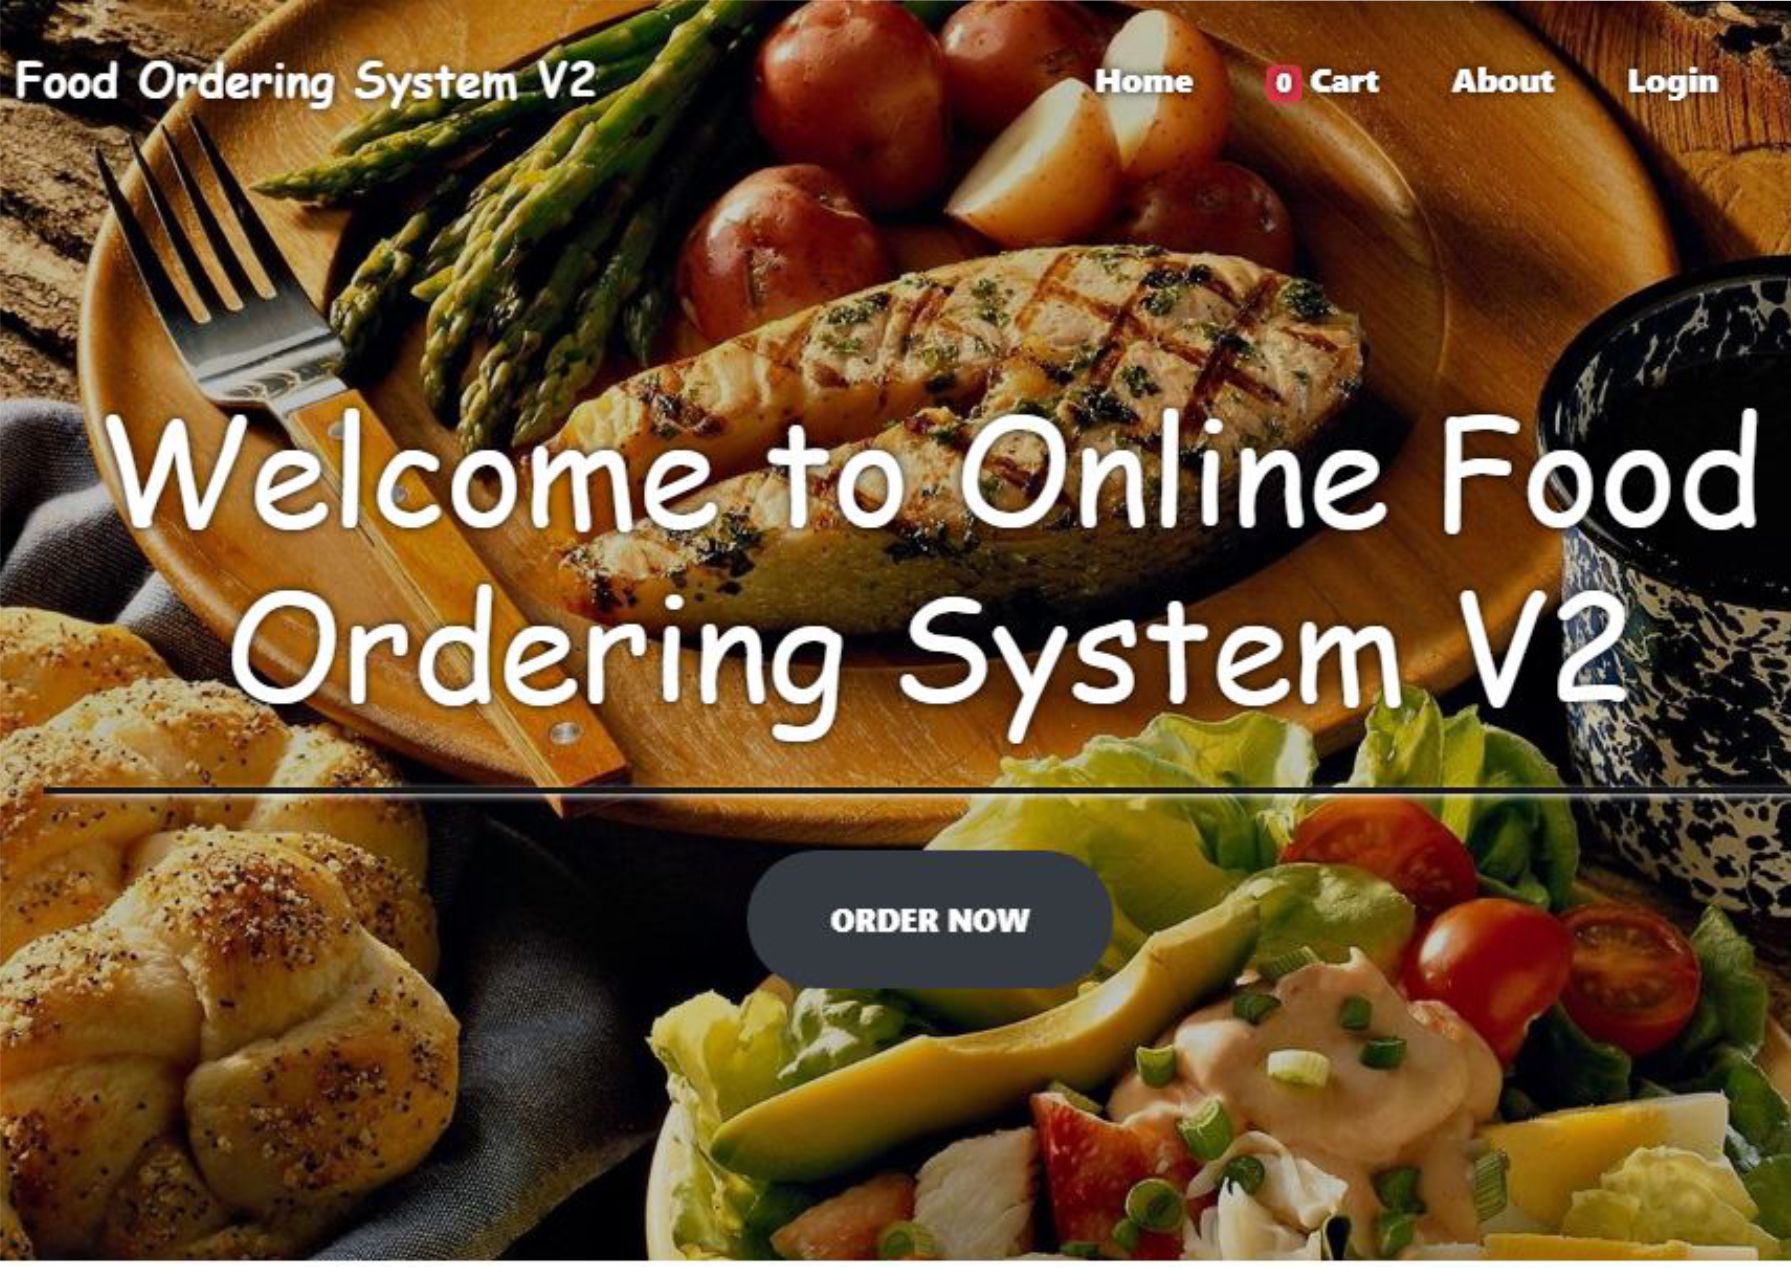 Food Ordering System V2
Home
0 Cart
About
Login
Welcome to Online Food
Ordering System V2
ORDER NOW